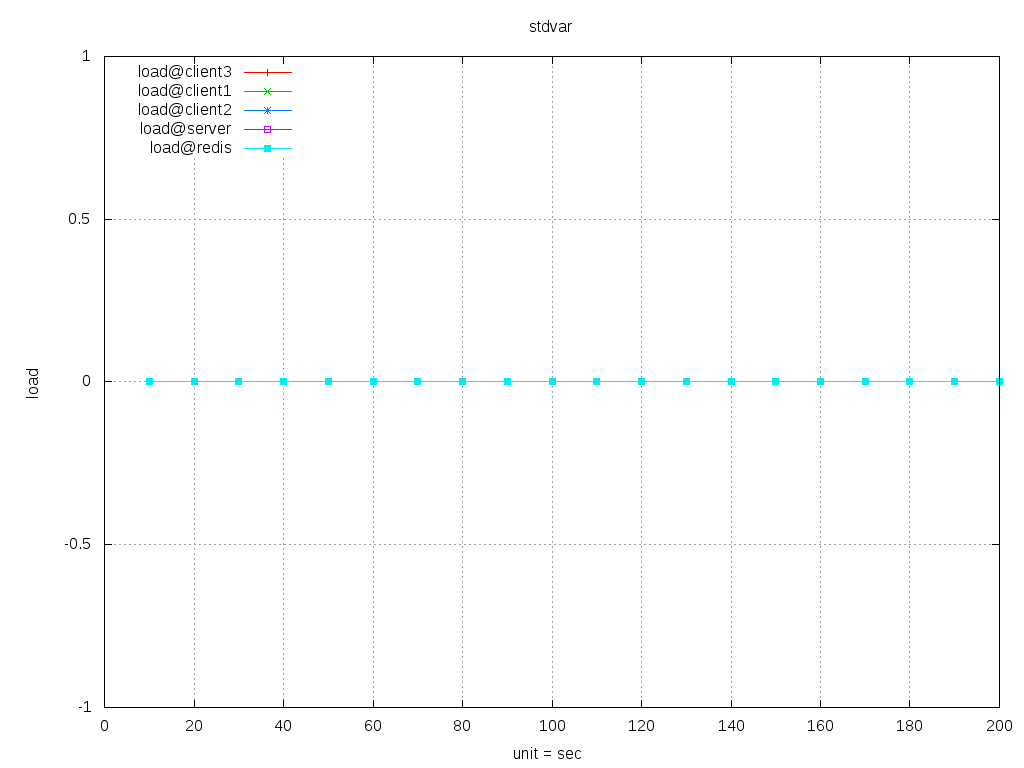 stdvar
1
load@client3
load@client1
load@client2
load@server
load@redis
0.5
0
load
-0.5
-1
0 20 40 60 80 100 120 140 160 180 200
unit = sec